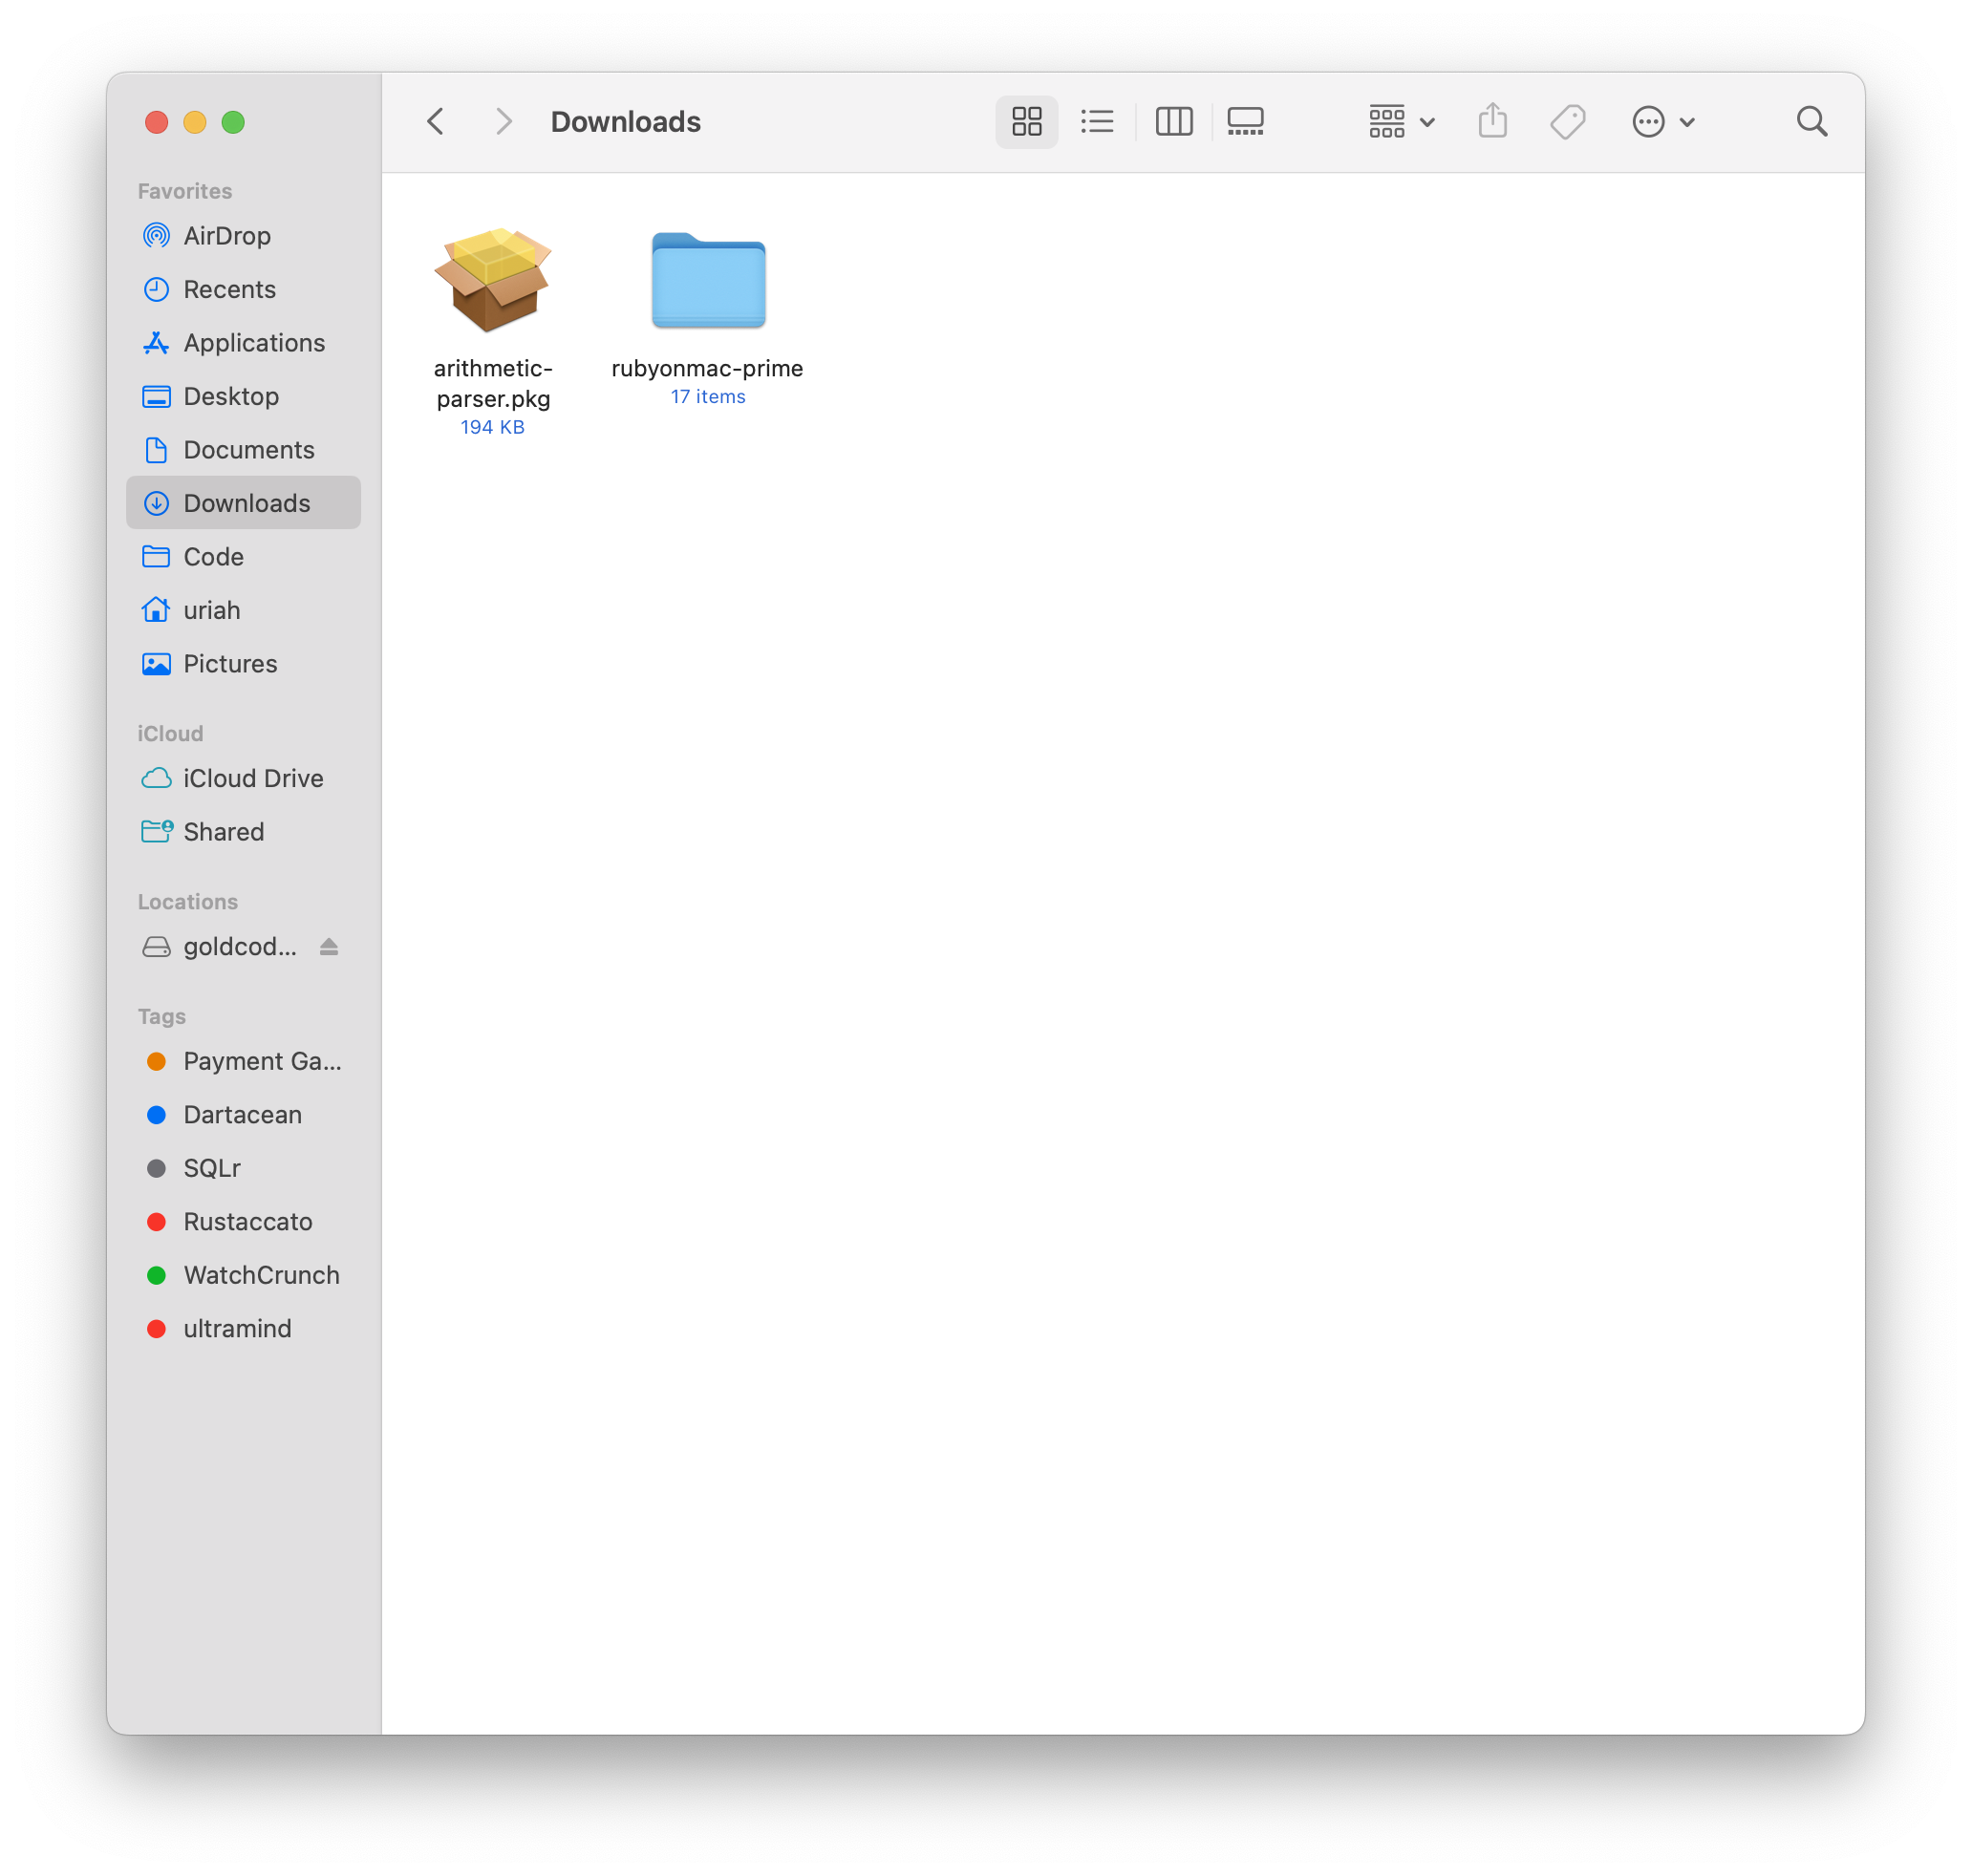 Downloads
Favorites
AirDrop
Recents
Applications
Desktop
Documents
Downloads
Code
uriah
Pictures
iCloud
iCloud Drive
Shared
Locations
goldcod...
Tags
Payment Ga...
Dartacean
SQLr
Rustaccato
WatchCrunch
ultramind
arithmetic-
parser.pkg
194 KB
rubyonmac-prime
17 items